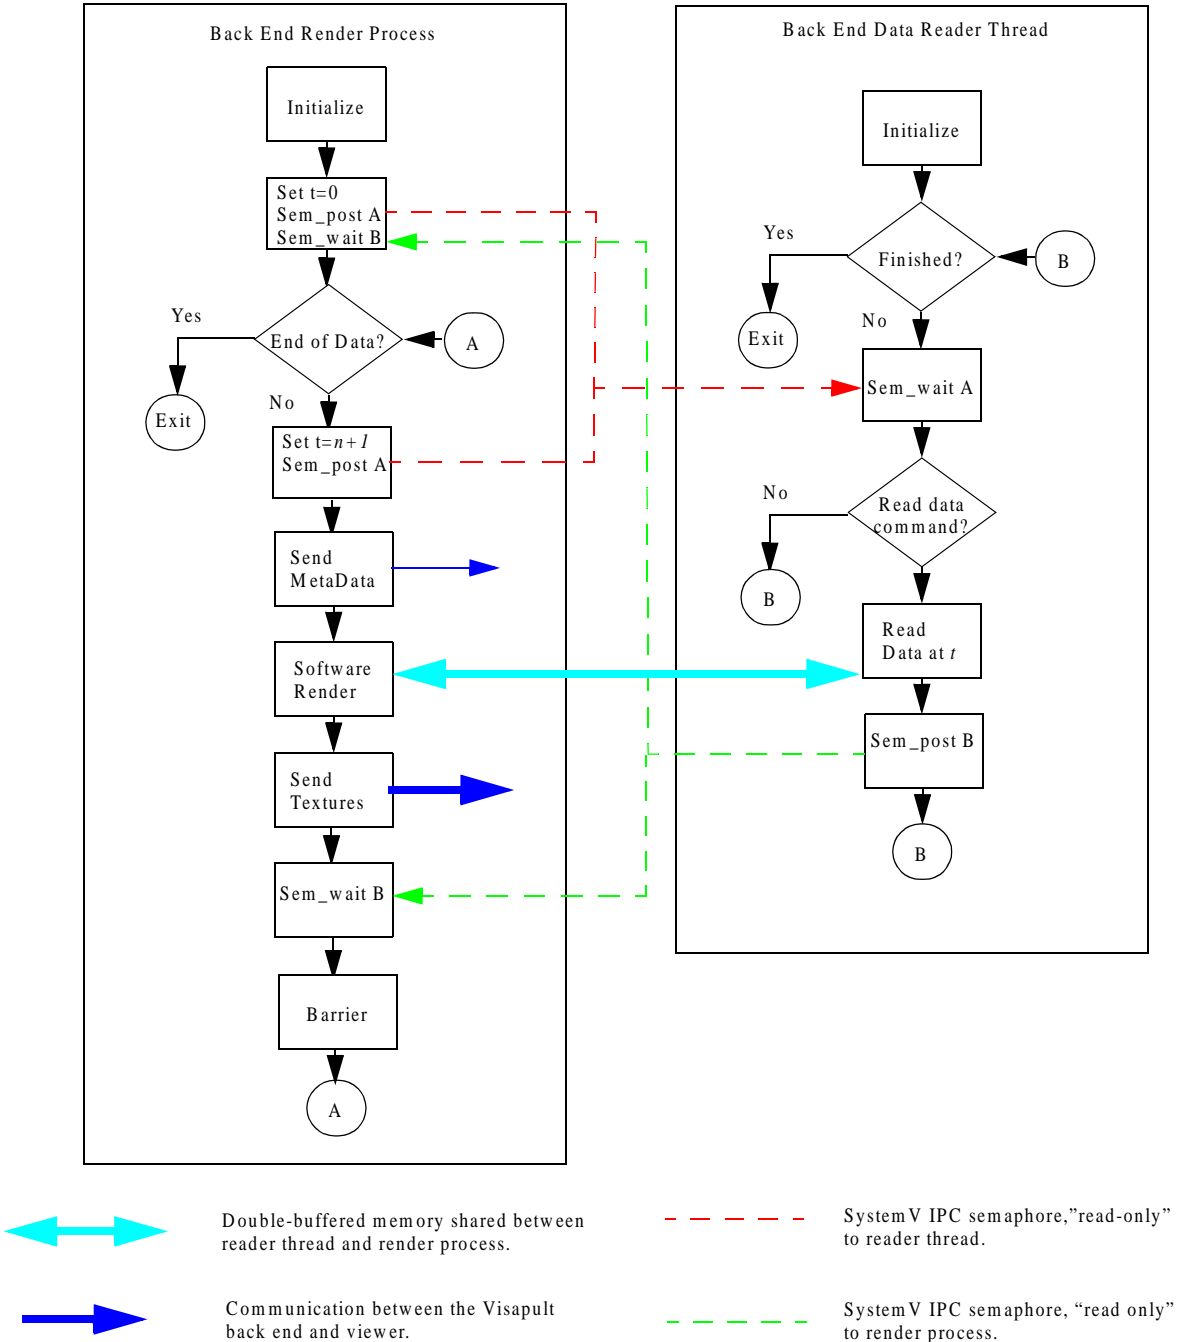 Back End Render Process
Initialize
Set t=0
Sem_post A
Sem_wait B
Yes
End of Data?
A
Exit
No
Set t=n+1
Sem_post A
Send
MetaData
Software
Render
Send
Textures
Sem_wait B
Barrier
A
Back End Data Reader Thread
Initialize
Yes
Finished?
B
Exit
No
Sem_wait A
No
Read data
command?
B
Read
Data at t
Sem_post B
B
Double-buffered memory shared between
reader thread and render process.
SystemV IPC semaphore,”read-only”
to reader thread.
Communication between the Visapult
back end and viewer.
SystemV IPC semaphore, “read only”
to render process.